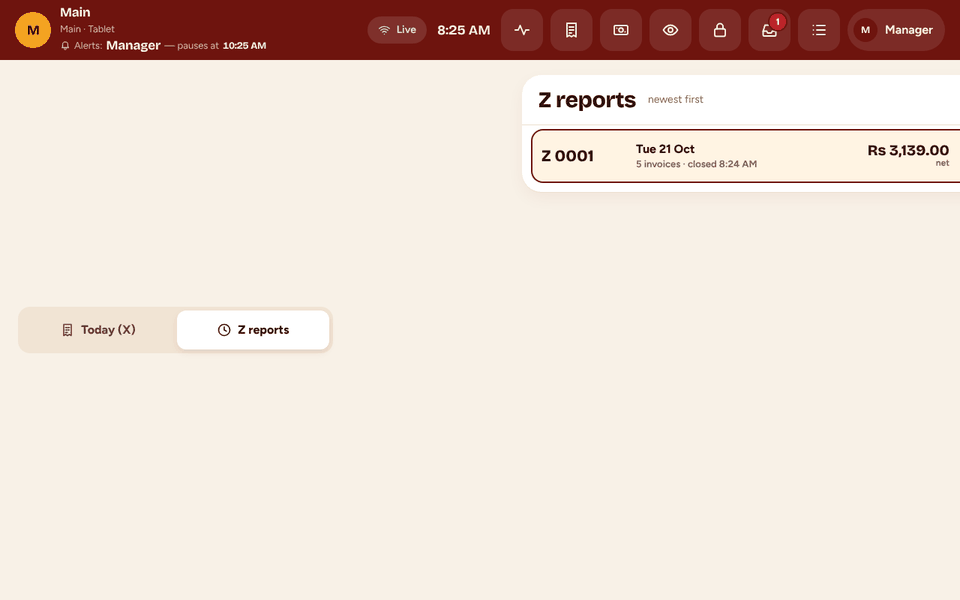 M
Main
Main · Tablet
Alerts: Manager — pauses at 10:25 AM
Live
8:25 AM
1
M
Manager
Z reports newest first
Z 0001
Tue 21 Oct
5 invoices · closed 8:24 AM
Rs 3,139.00
net
Today (X)
Z reports